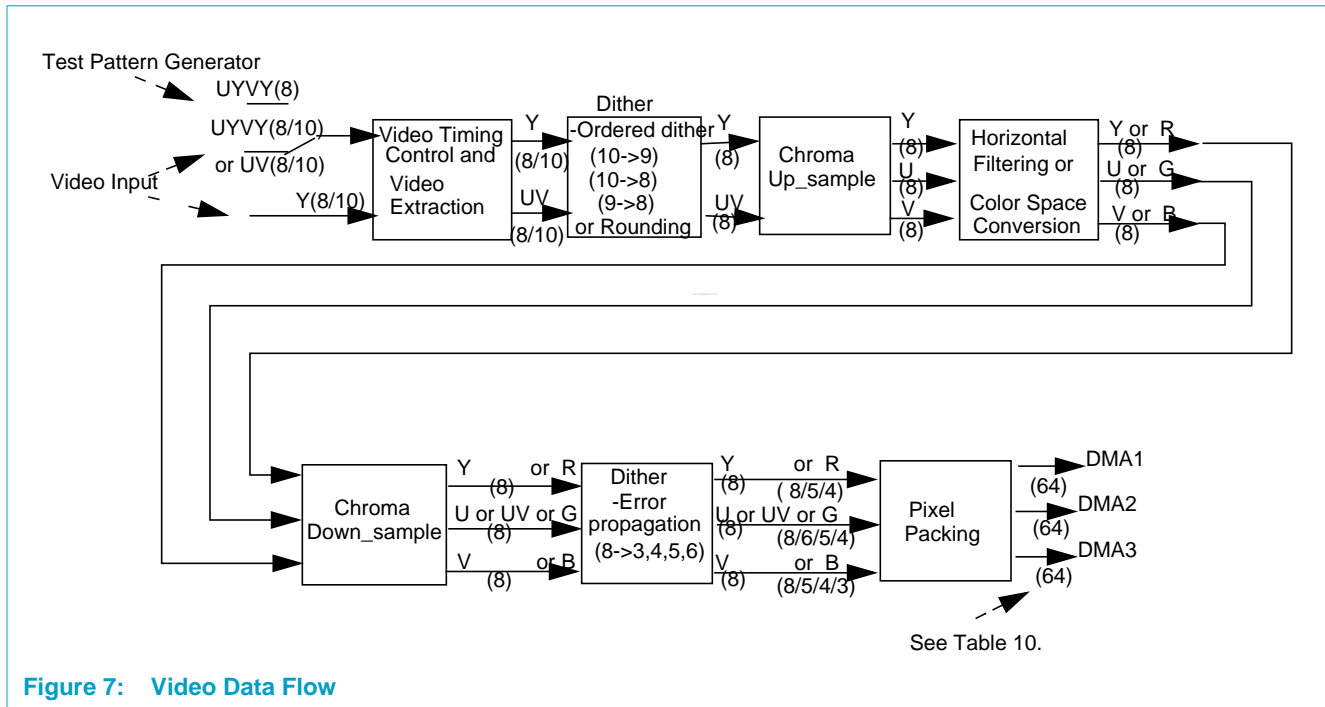 Test Pattern Generator
UYVY(8)
UYVY(8/10)
or UV(8/10)
Video Input
Y(8/10)
Video Timing
Control and
Video
Extraction
Y
(8/10)
UV
(8/10)
Dither
-Ordered dither
(10->9)
(10->8)
(9->8)
or Rounding
Y
(8)
UV
(8)
Chroma
Up_sample
Y
(8)
U
(8)
V
(8)
Horizontal
Filtering or
Color Space
Conversion
Y or R
(8)
U or G
(8)
V or B
(8)
Chroma
Down_sample
Y or R
(8)
U or UV or G
(8)
V or B
(8)
Dither
-Error
propagation
(8->3,4,5,6)
Y or R
(8) ( 8/5/4)
U or UV or G
(8) (8/6/5/4)
V or B
(8) (8/5/4/3)
Pixel
Packing
DMA1
(64)
DMA2
(64)
DMA3
(64)
See Table 10.
Figure 7: Video Data Flow